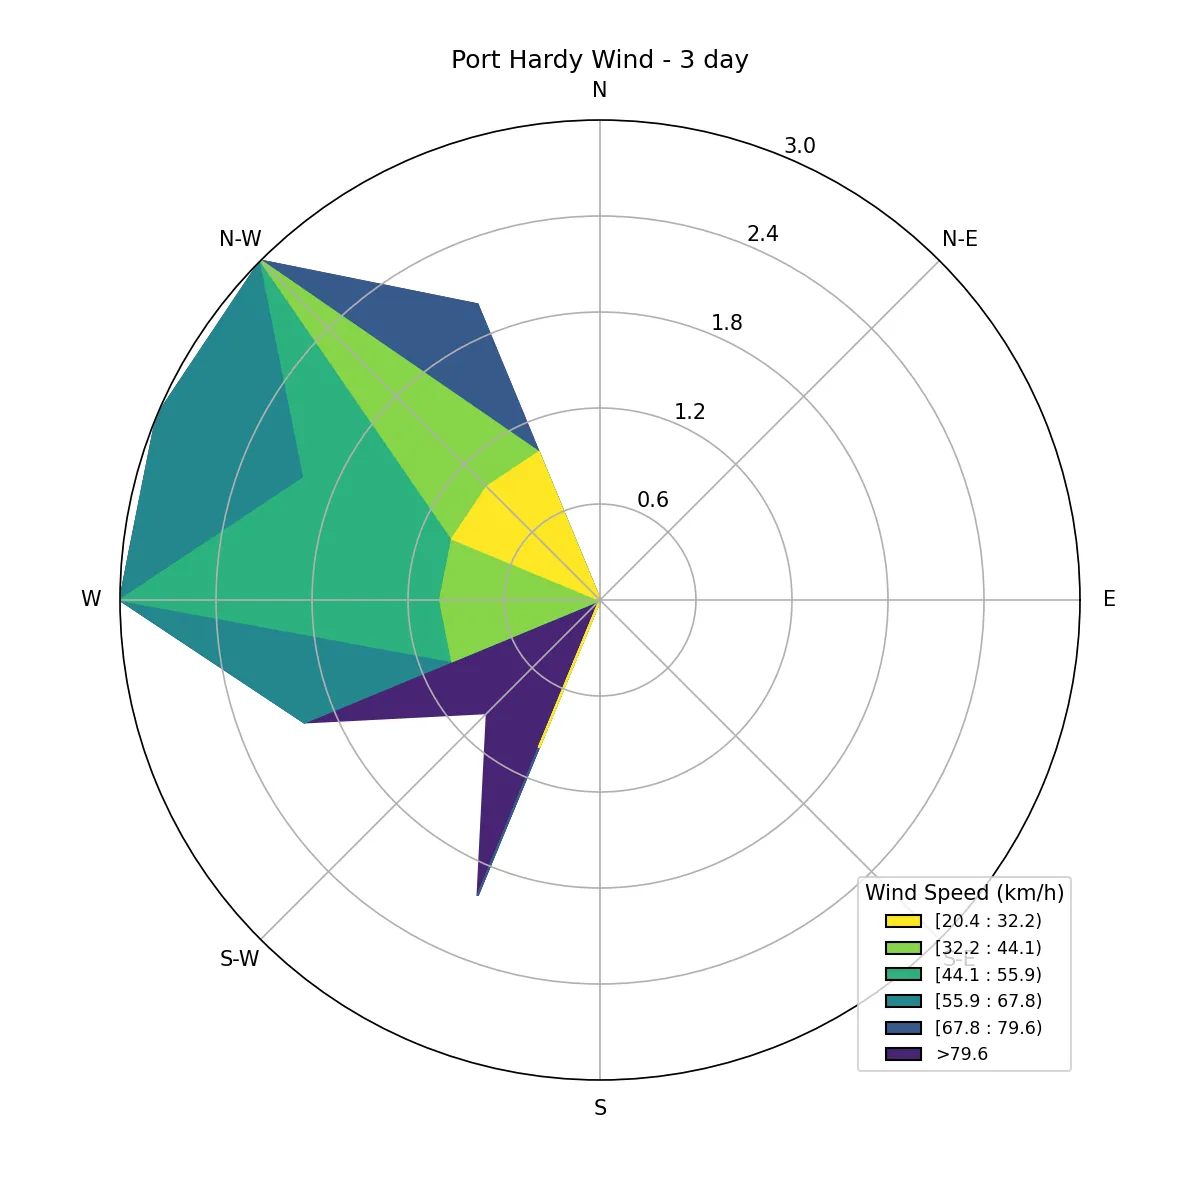 Port Hardy Wind - 3 day
N
3.0
N-W
N-E
2.4
1.8
1.2
0.6
W
E
S-W
S-E
Wind Speed (km/h)
[20.4 : 32.2)
[32.2 : 44.1)
[44.1 : 55.9)
[55.9 : 67.8)
[67.8 : 79.6)
>79.6
S